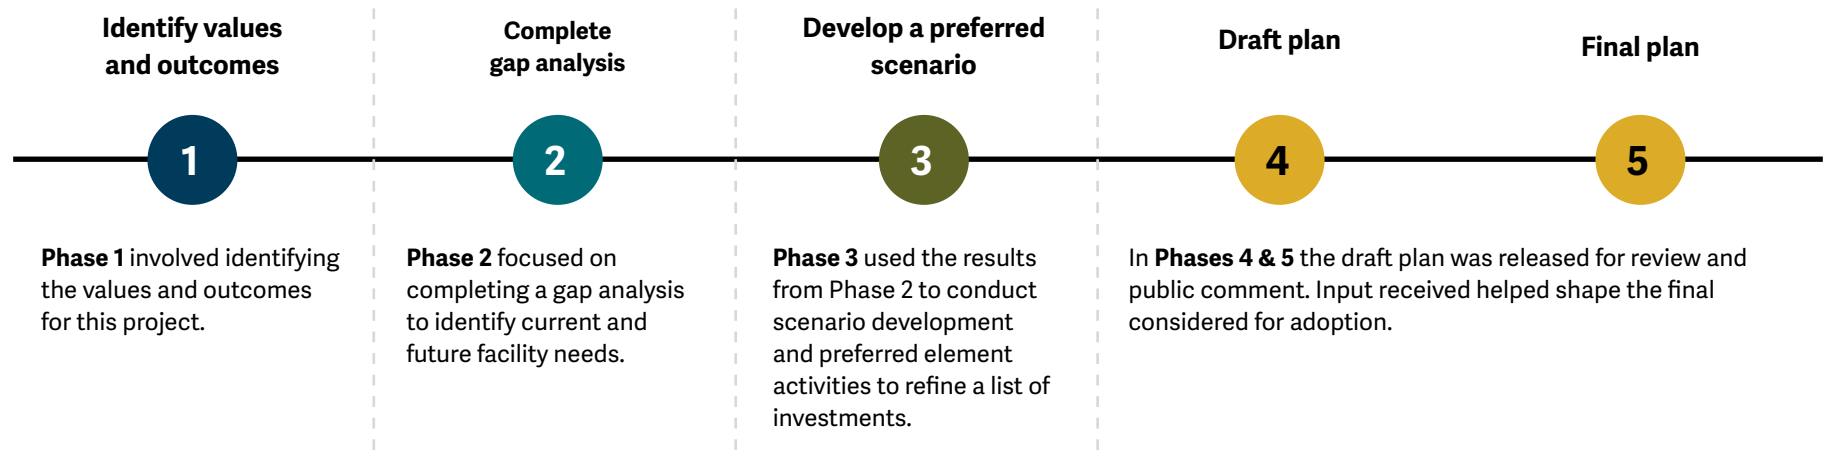 Identify values
and outcomes
Complete
gap analysis
Develop a preferred
scenario
Draft plan
Final plan
1
2
3
4
5
Phase 1 involved identifying
the values and outcomes
for this project.
Phase 2 focused on
completing a gap analysis
to identify current and
future facility needs.
Phase 3 used the results
from Phase 2 to conduct
scenario development
and preferred element
activities to refine a list of
investments.
In Phases 4 & 5 the draft plan was released for review and
public comment. Input received helped shape the final
considered for adoption.